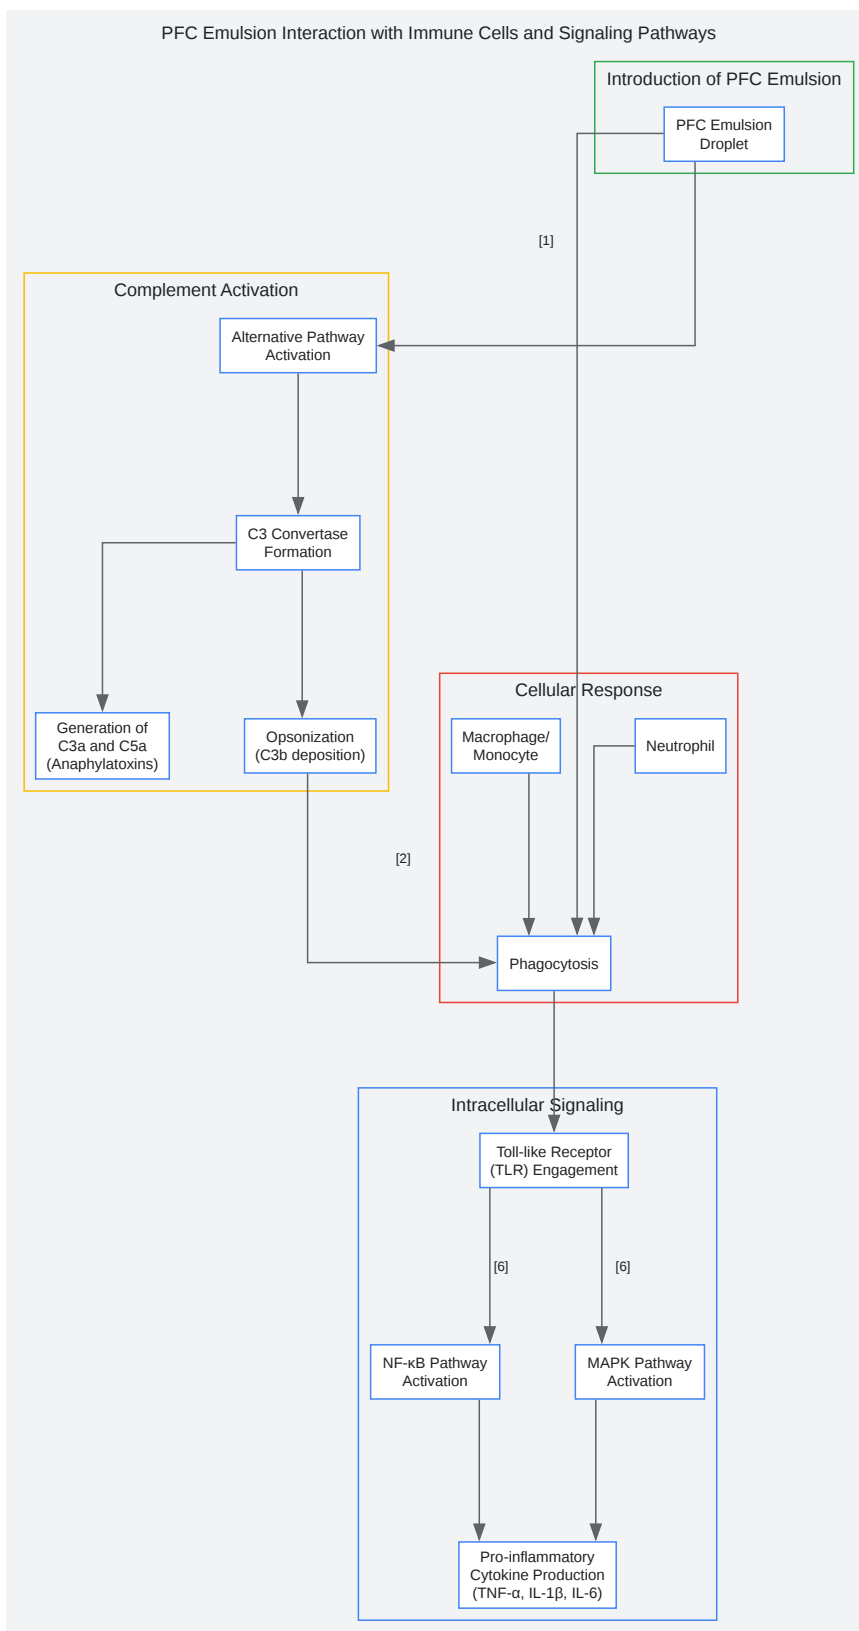 PFC Emulsion Interaction with Immune Cells and Signaling Pathways
Introduction of PFC Emulsion
PFC Emulsion
Droplet
[1]
Complement Activation
Alternative Pathway
Activation
C3 Convertase
Formation
Generation of
C3a and C5a
(Anaphylatoxins)
Opsonization
(C3b deposition)
[2]
Cellular Response
Macrophage/
Monocyte
Neutrophil
Phagocytosis
Intracellular Signaling
Toll-like Receptor
(TLR) Engagement
[6]
[6]
NF-κB Pathway
Activation
MAPK Pathway
Activation
Pro-inflammatory
Cytokine Production
(TNF-α, IL-1β, IL-6)